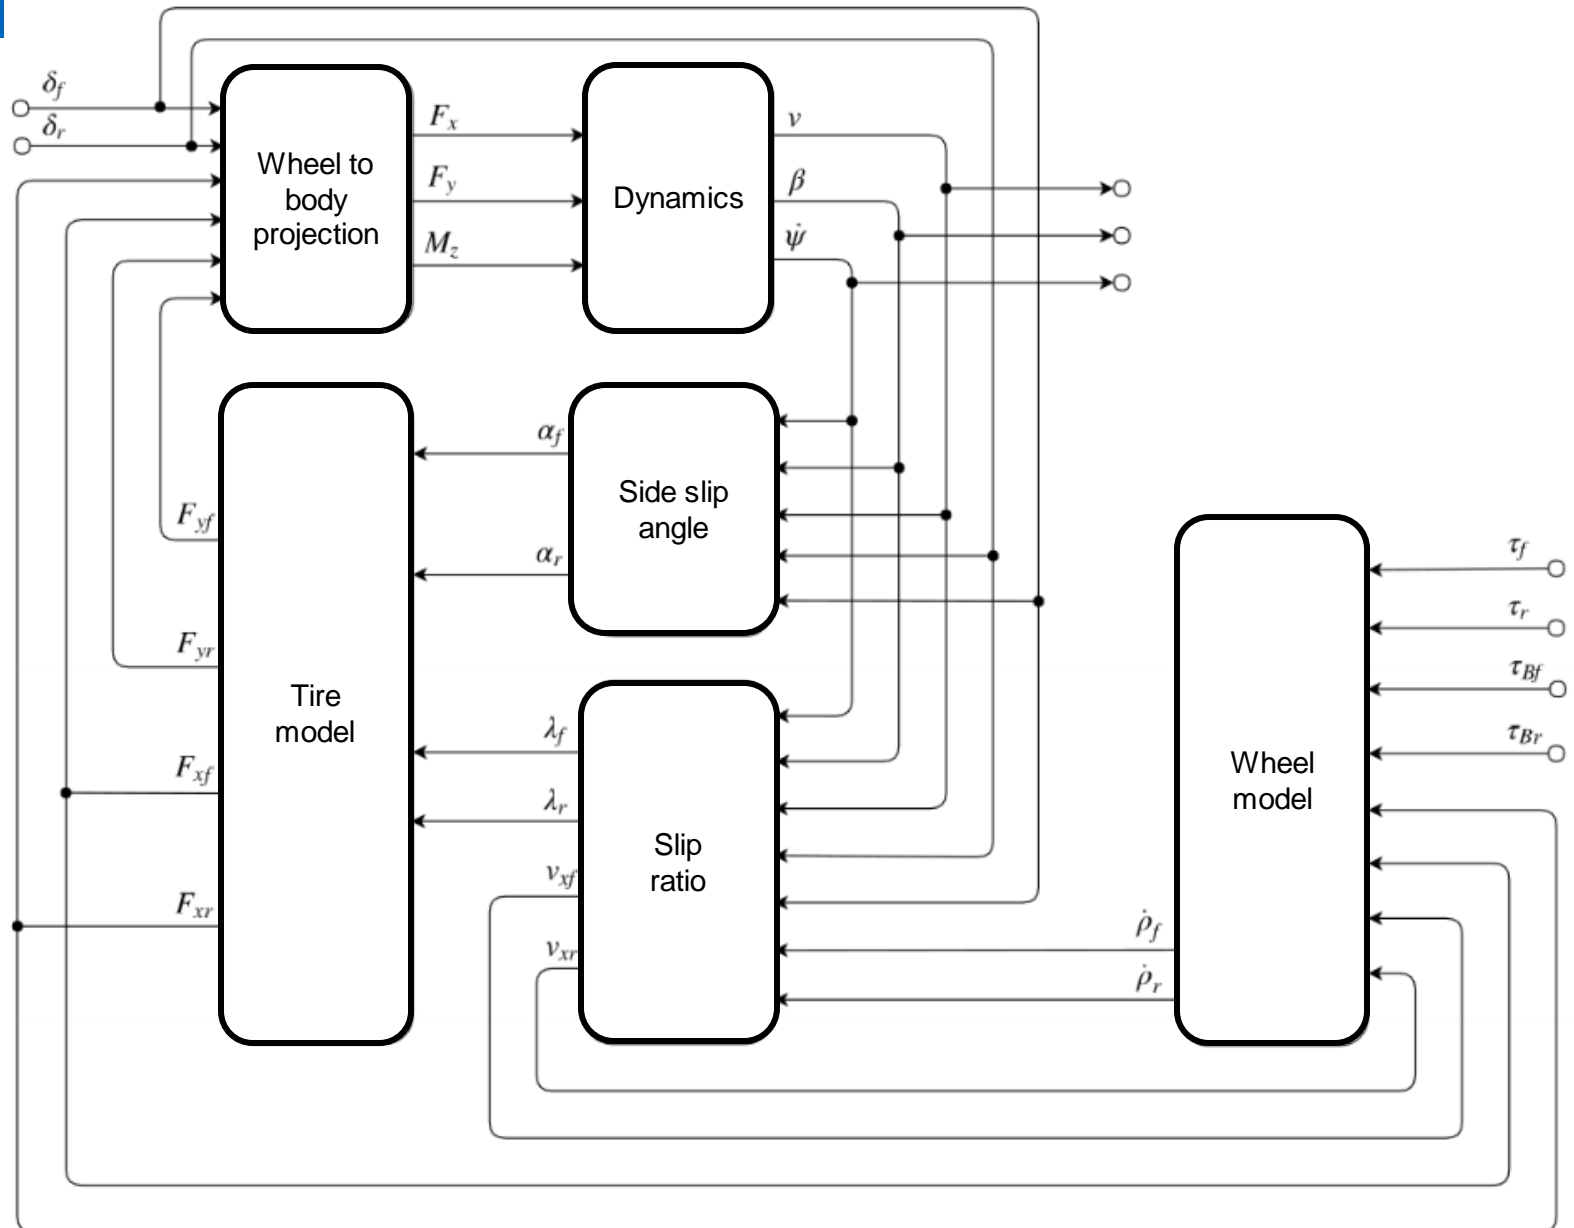 δf
δr
Wheel to
body
projection
Fx
Fy
Mz
Dynamics
v
β
ψ̇
Tire
model
Fyf
Fyr
Fxf
Fxr
αf
αr
Side slip
angle
λf
λr
vxf
vxr
Slip
ratio
ρ̇f
ρ̇r
Wheel
model
τf
τr
τBf
τBr